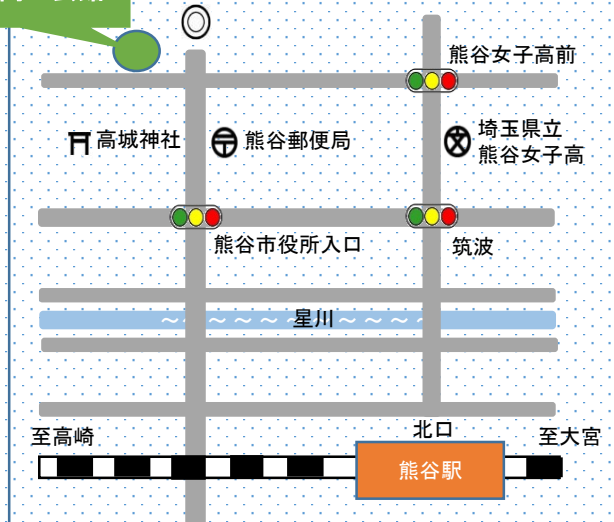 熊谷女子高前
高城神社
熊谷郵便局
埼玉県立
熊谷女子高
熊谷市役所入口
筑波
星川
北口
至高崎
至大宮
熊谷駅